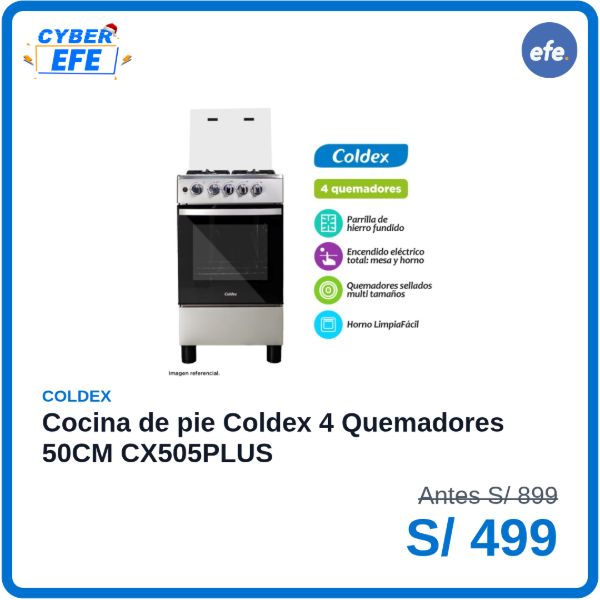 CYBER
EFE
efe.
Coldex
4 quemadores
Parrilla de
hierro fundido
Encendido eléctrico
total: mesa y horno
Quemadores sellados
multi tamaños
Horno LimpiaFácil
Coldex
Imagen referencial.
COLDEX
Cocina de pie Coldex 4 Quemadores
50CM CX505PLUS
Antes S/ 899
S/ 499